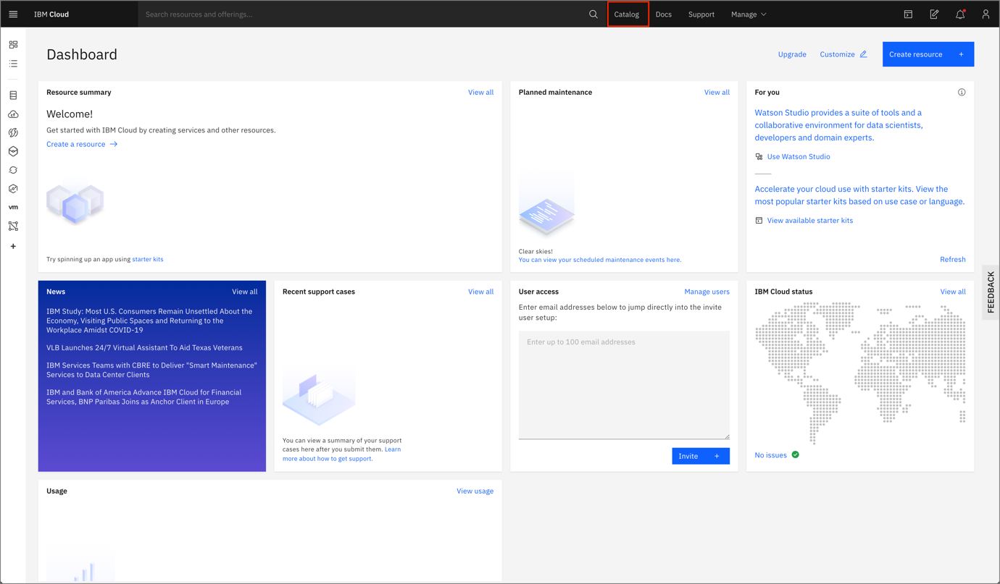 IBM Cloud
Search resources and offerings...
Catalog
Docs
Support
Manage
Dashboard
Upgrade
Customize
Create resource +
Resource summary
View all
Welcome!
Get started with IBM Cloud by creating services and other resources.
Create a resource →
Try spinning up an app using starter kits
Planned maintenance
View all
Clear skies!
You can view your scheduled maintenance events here.
For you
Watson Studio provides a suite of tools and a
collaborative environment for data scientists,
developers and domain experts.
Use Watson Studio
Accelerate your cloud use with starter kits. View the
most popular starter kits based on use case or language.
View available starter kits
Refresh
FEEDBACK
vm
+
News
View all
IBM Study: Most U.S. Consumers Remain Unsettled About the
Economy, Visiting Public Spaces and Returning to the
Workplace Amidst COVID-19
VLB Launches 24/7 Virtual Assistant To Aid Texas Veterans
IBM Services Teams with CBRE to Deliver "Smart Maintenance"
Services to Data Center Clients
IBM and Bank of America Advance IBM Cloud for Financial
Services, BNP Paribas Joins as Anchor Client in Europe
Recent support cases
View all
You can view a summary of your support
cases here after you submit them. Learn
more about how to get support.
User access
Manage users
Enter email addresses below to jump directly into the invite
user setup:
Enter up to 100 email addresses
Invite +
IBM Cloud status
View all
No issues
Usage
View usage